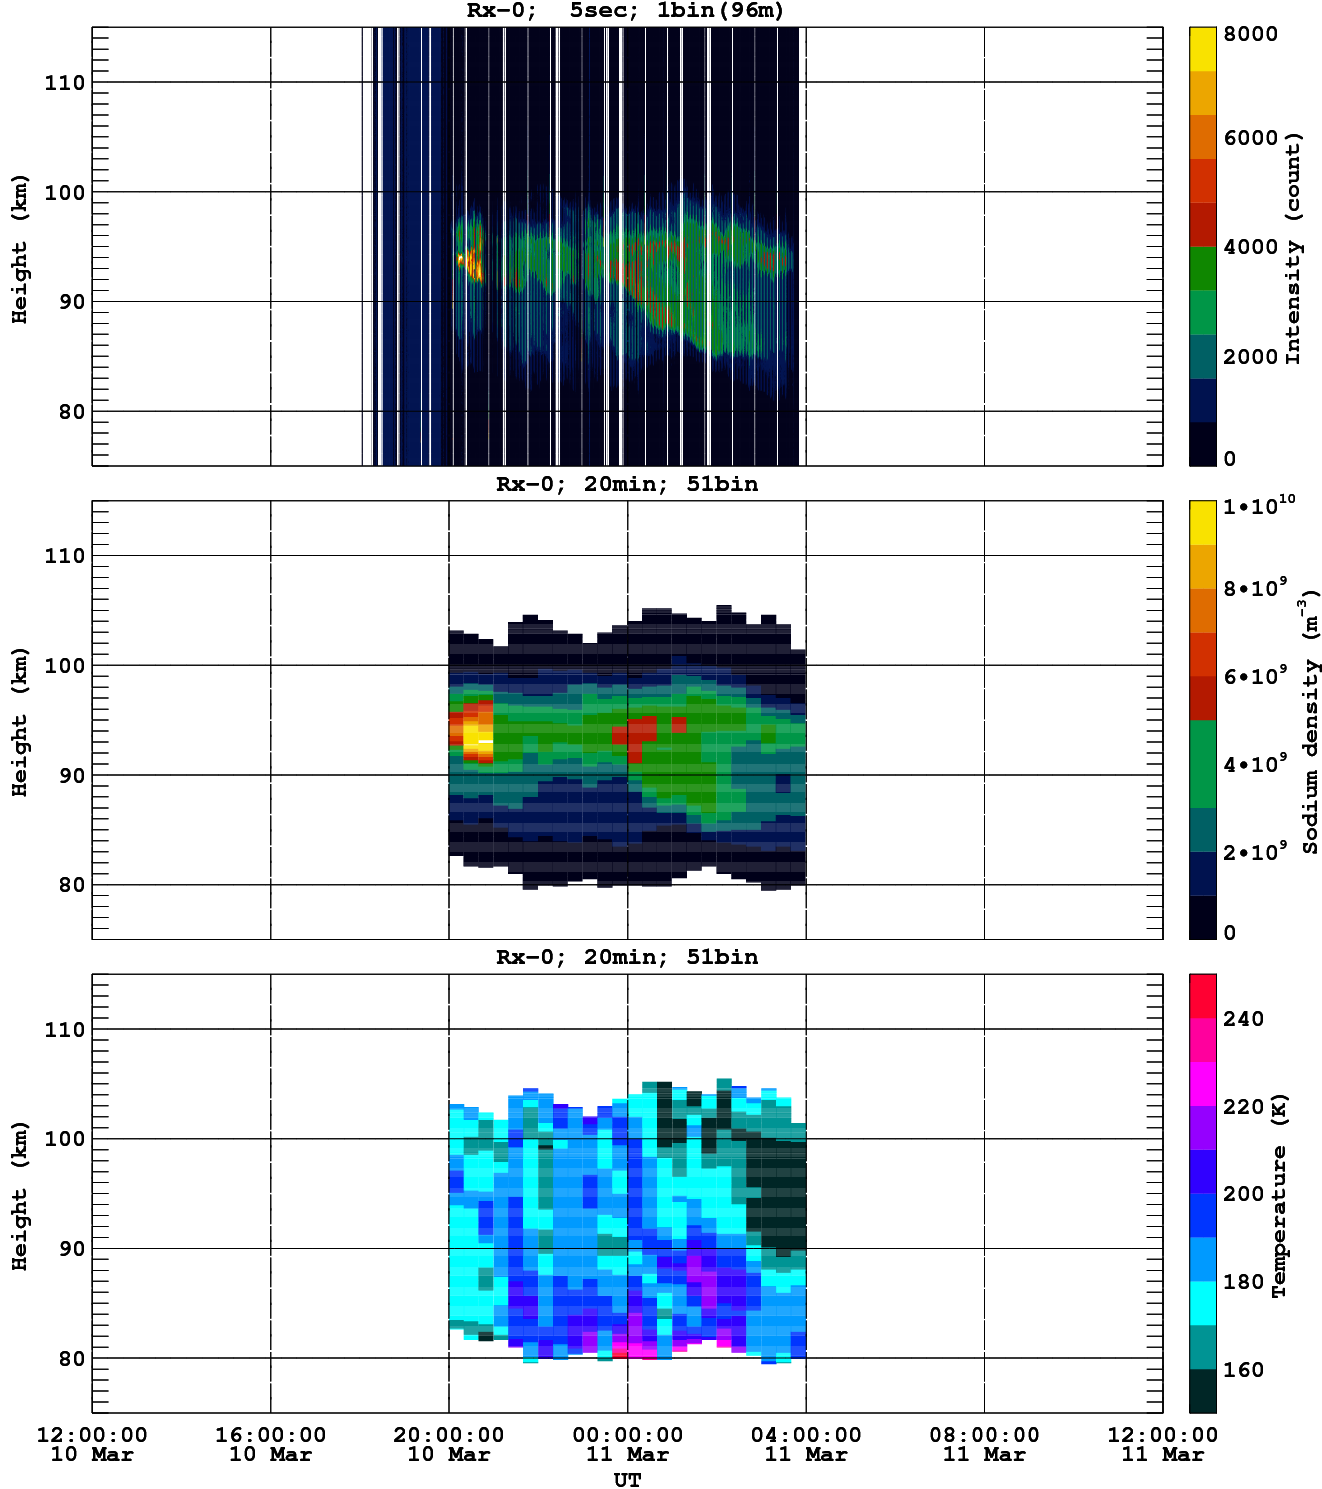 Rx-0;  5sec; 1bin(96m)
110
100
90
80
Height (km)
8000
6000
4000
2000
0
Intensity (count)
Rx-0; 20min; 51bin
110
100
90
80
Height (km)
1•10¹⁰
8•10⁹
6•10⁹
4•10⁹
2•10⁹
0
Sodium density (m⁻³)
Rx-0; 20min; 51bin
110
100
90
80
Height (km)
240
220
200
180
160
Temperature (K)
12:00:00 16:00:00 20:00:00 00:00:00 04:00:00 08:00:00 12:00:00
10 Mar 10 Mar 10 Mar 11 Mar 11 Mar 11 Mar 11 Mar
UT